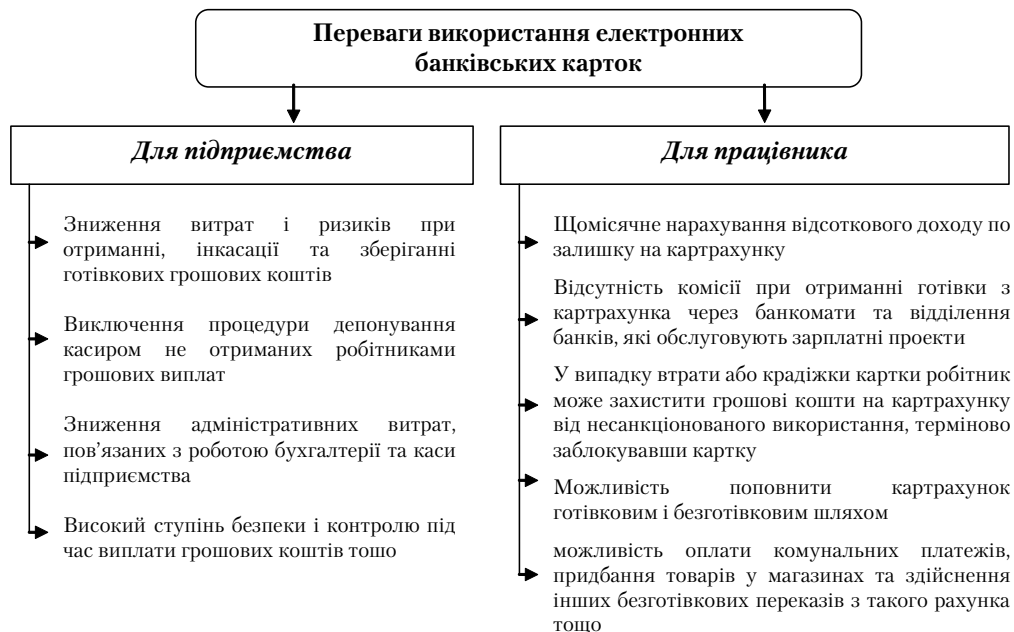 Переваги використання електронних
банківських карток
Для підприємства
Зниження витрат і ризиків при
отриманні, інкасації та зберіганні
готівкових грошових коштів
Виключення процедури депонування
касиром не отриманих робітниками
грошових виплат
Зниження адміністративних витрат,
пов’язаних з роботою бухгалтерії та каси
підприємства
Високий ступінь безпеки і контролю під
час виплати грошових коштів тошо
Для працівника
Щомісячне нарахування відсоткового доходу по
залишку на картрахунку
Відсутність комісії при отриманні готівки з
картрахунка через банкомати та відділення
банків, які обслуговують зарплатні проекти
У випадку втрати або крадіжки картки робітник
може захистити грошові кошти на картрахунку
від несанкціонованого використання, терміново
заблокувавши картку
Можливість поповнити картрахунок
готівковим і безготівковим шляхом
можливість оплати комунальних платежів,
придбання товарів у магазинах та здійснення
інших безготівкових переказів з такого рахунка
тощо